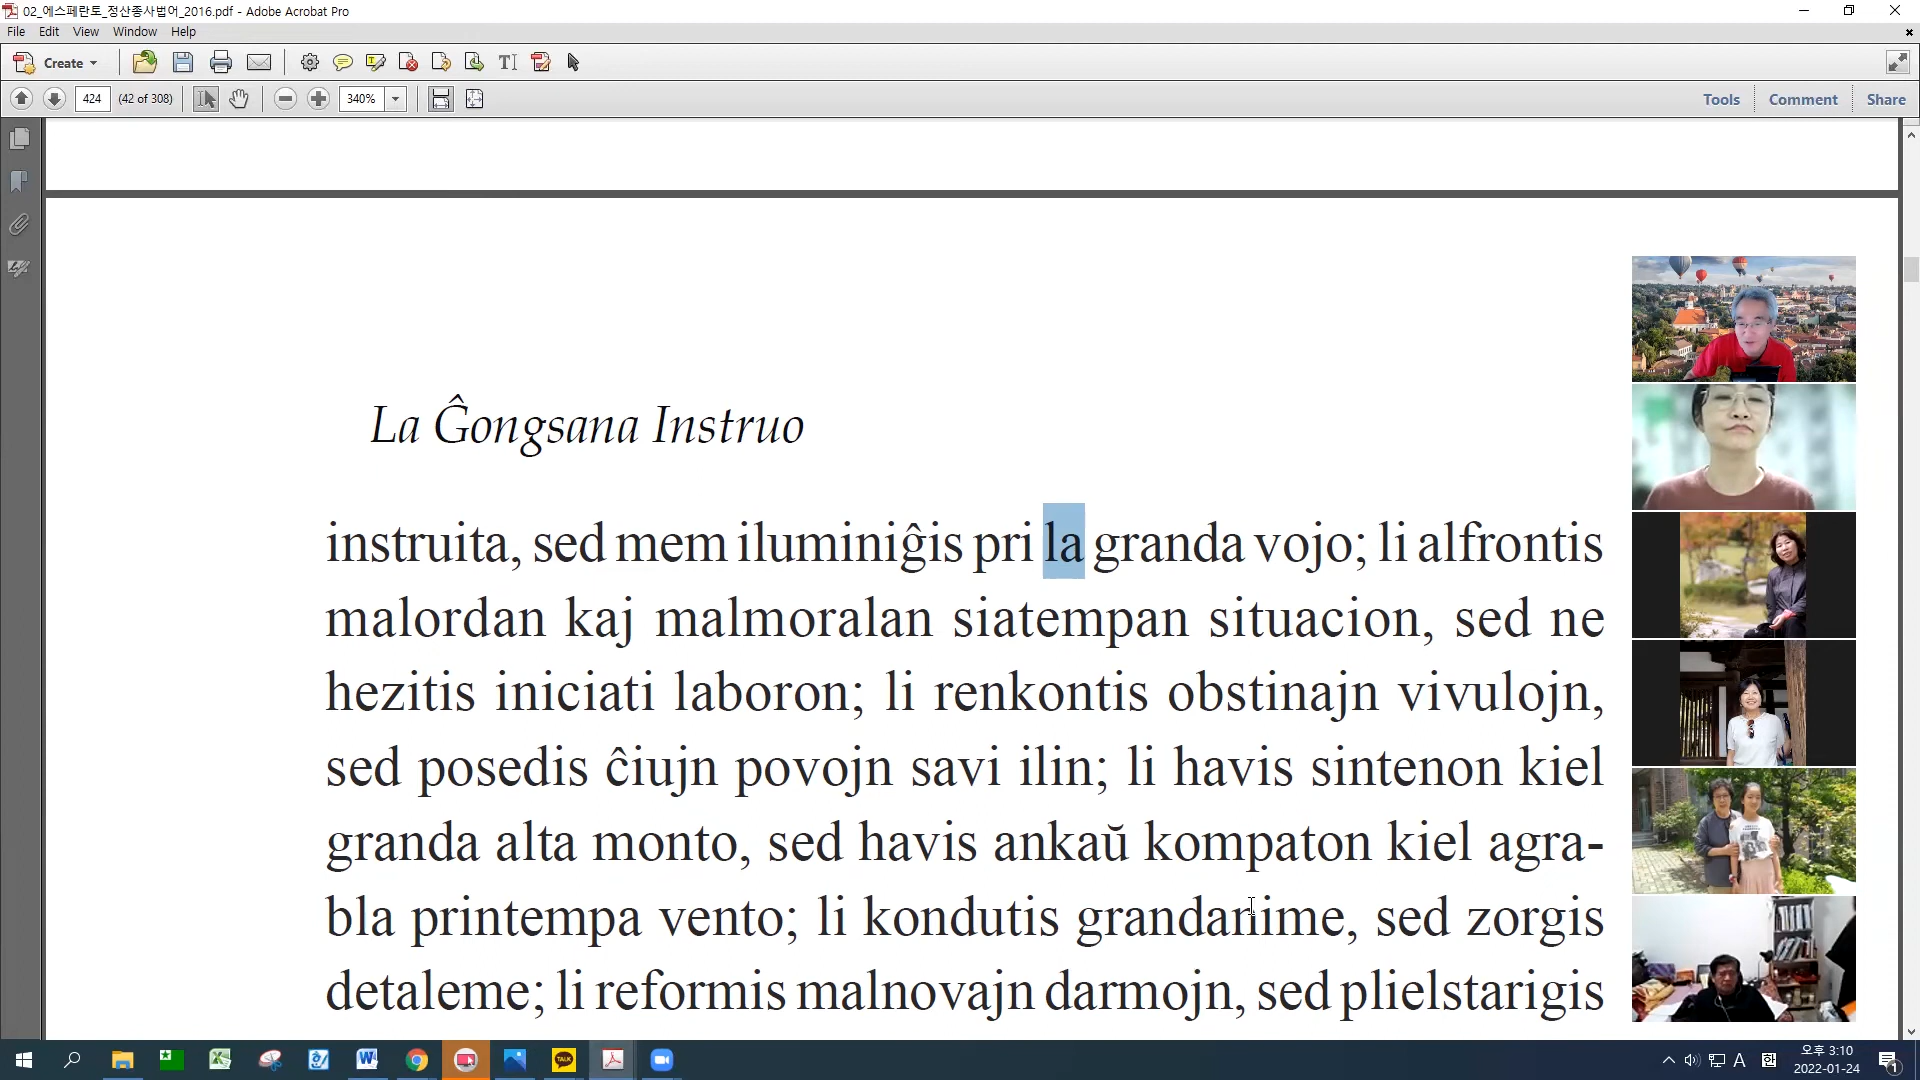 02_에스페란토_정산종사법어_2016.pdf - Adobe Acrobat Pro
File Edit View Window Help
Create
424 (42 of 308) 340% Tools Comment Share
La Ĝongsana Instruo
instruita, sed mem iluminiĝis pri la granda vojo; li alfrontis
malordan kaj malmoralan siatempan situacion, sed ne
hezitis iniciati laboron; li renkontis obstinajn vivulojn,
sed posedis ĉiujn povojn savi ilin; li havis sintenon kiel
granda alta monto, sed havis ankaŭ kompaton kiel agra-
bla printempa vento; li kondutis grandanime, sed zorgis
detaleme; li reformis malnovajn darmojn, sed plielstarigis
A 한 오후 3:10
2022-01-24
1
TALK